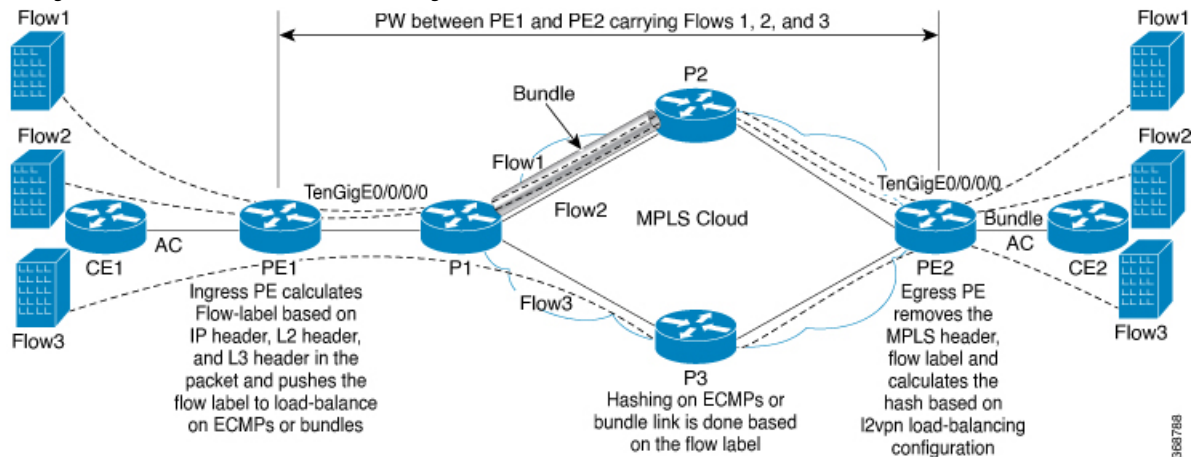 PW between PE1 and PE2 carrying Flows 1, 2, and 3
Flow1
Flow1
P2
Bundle
Flow2
Flow2
Flow1
TenGigE0/0/0/0
TenGigE0/0/0/0
Flow2
MPLS Cloud
Bundle
AC
AC
CE1
PE1
P1
PE2
CE2
Flow3
Flow3
Flow3
Ingress PE calculates
Flow-label based on
IP header, L2 header,
and L3 header in the
packet and pushes the
flow label to load-balance
on ECMPs or bundles
P3
Hashing on ECMPs or
bundle link is done based
on the flow label
Egress PE
removes the
MPLS header,
flow label and
calculates the
hash based on
l2vpn load-balancing
configuration
368788